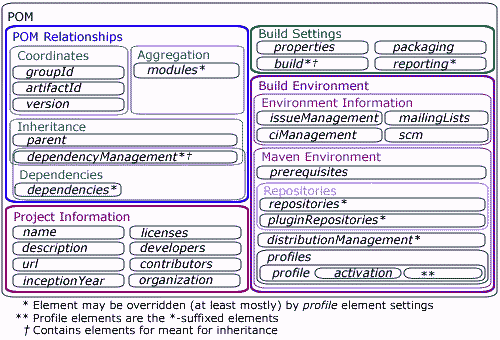 POM
POM Relationships
Coordinates
groupId
artifactId
version
Aggregation
modules*
Inheritance
parent
dependencyManagement*†
Dependencies
dependencies*
Project Information
name
licenses
description
developers
url
contributors
inceptionYear
organization
Build Settings
properties
packaging
build*†
reporting*
Build Environment
Environment Information
issueManagement
mailingLists
ciManagement
scm
Maven Environment
prerequisites
Repositories
repositories*
pluginRepositories*
distributionManagement*
profiles
profile
activation
**
* Element may be overridden (at least mostly) by profile element settings
** Profile elements are the *-suffixed elements
† Contains elements for meant for inheritance